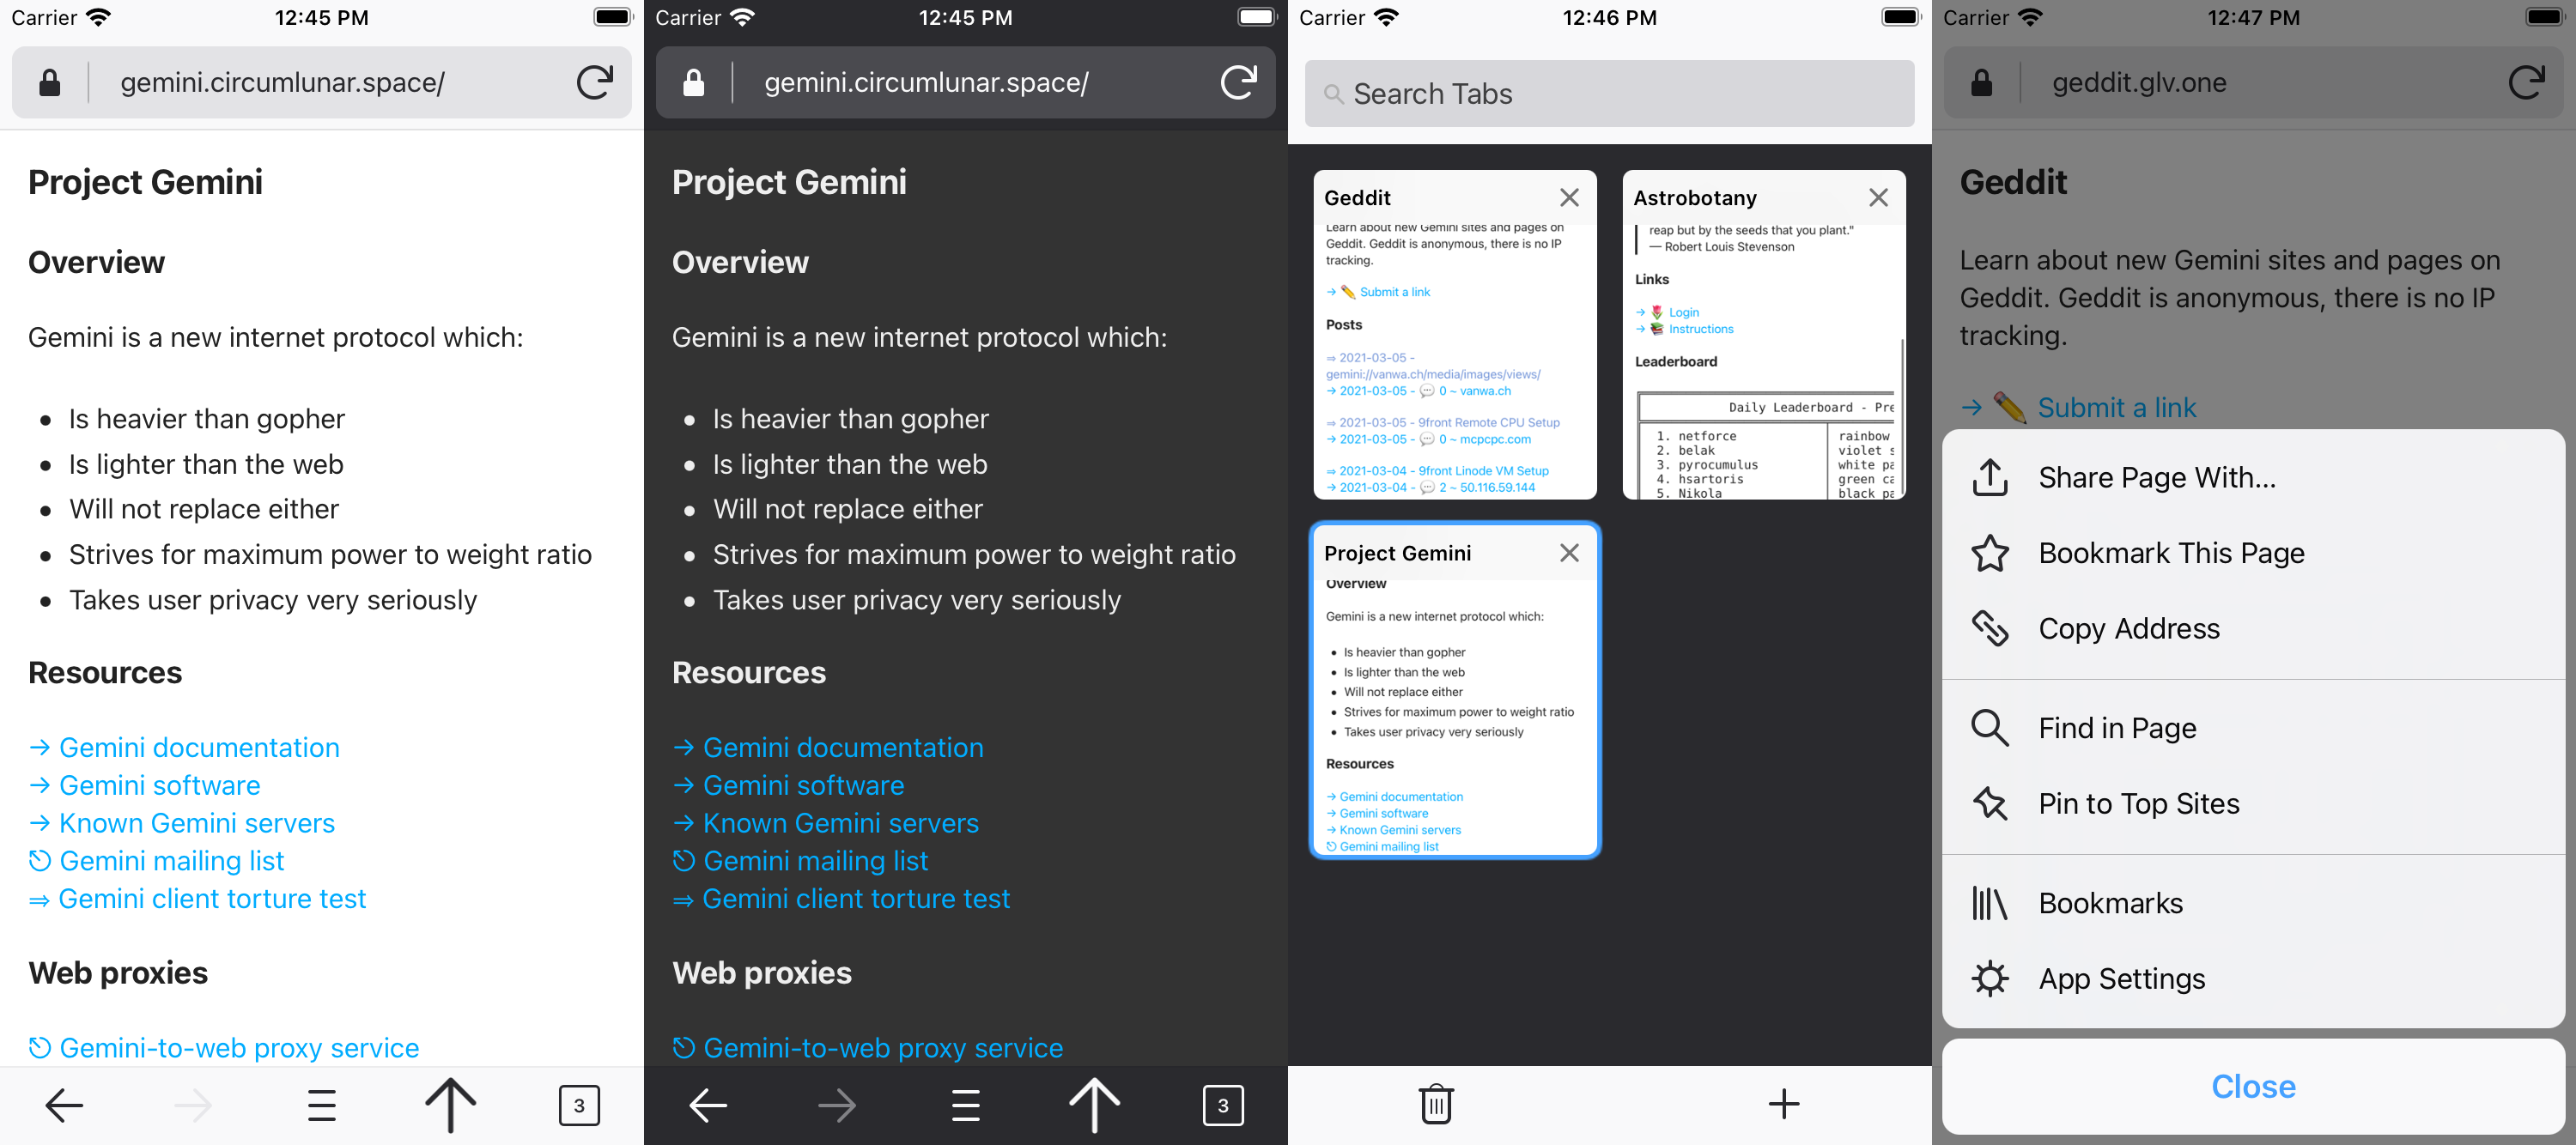 Carrier 12:45 PM
gemini.circumlunar.space/
Project Gemini
Overview
Gemini is a new internet protocol which:
• Is heavier than gopher
• Is lighter than the web
• Will not replace either
• Strives for maximum power to weight ratio
• Takes user privacy very seriously
Resources
→ Gemini documentation
→ Gemini software
→ Known Gemini servers
⎋ Gemini mailing list
⇒ Gemini client torture test
Web proxies
⎋ Gemini-to-web proxy service
3
Carrier 12:45 PM
gemini.circumlunar.space/
Project Gemini
Overview
Gemini is a new internet protocol which:
• Is heavier than gopher
• Is lighter than the web
• Will not replace either
• Strives for maximum power to weight ratio
• Takes user privacy very seriously
Resources
→ Gemini documentation
→ Gemini software
→ Known Gemini servers
⎋ Gemini mailing list
⇒ Gemini client torture test
Web proxies
⎋ Gemini-to-web proxy service
3
Carrier 12:46 PM
Search Tabs
Geddit
Learn about new Gemini sites and pages on
Geddit. Geddit is anonymous, there is no IP
tracking.
→ ✏️ Submit a link
Posts
⇒ 2021-03-05 -
gemini://vanwa.ch/media/images/views/
→ 2021-03-05 - 💬 0 ~ vanwa.ch
⇒ 2021-03-05 - 9front Remote CPU Setup
→ 2021-03-05 - 💬 0 ~ mcpcpc.com
⇒ 2021-03-04 - 9front Linode VM Setup
→ 2021-03-04 - 💬 2 ~ 50.116.59.144
Astrobotany
reap but by the seeds that you plant."
— Robert Louis Stevenson
Links
→ 🌷 Login
→ 📚 Instructions
Leaderboard
Daily Leaderboard - Pre
1. netforce rainbow
2. belak violet s
3. pyrocumulus white pa
4. hsartoris green ca
5. Nikola black pa
Project Gemini
Overview
Gemini is a new internet protocol which:
• Is heavier than gopher
• Is lighter than the web
• Will not replace either
• Strives for maximum power to weight ratio
• Takes user privacy very seriously
Resources
→ Gemini documentation
→ Gemini software
→ Known Gemini servers
⎋ Gemini mailing list
Carrier 12:47 PM
geddit.glv.one
Geddit
Learn about new Gemini sites and pages on
Geddit. Geddit is anonymous, there is no IP
tracking.
→ ✏️ Submit a link
Share Page With...
Bookmark This Page
Copy Address
Find in Page
Pin to Top Sites
Bookmarks
App Settings
Close